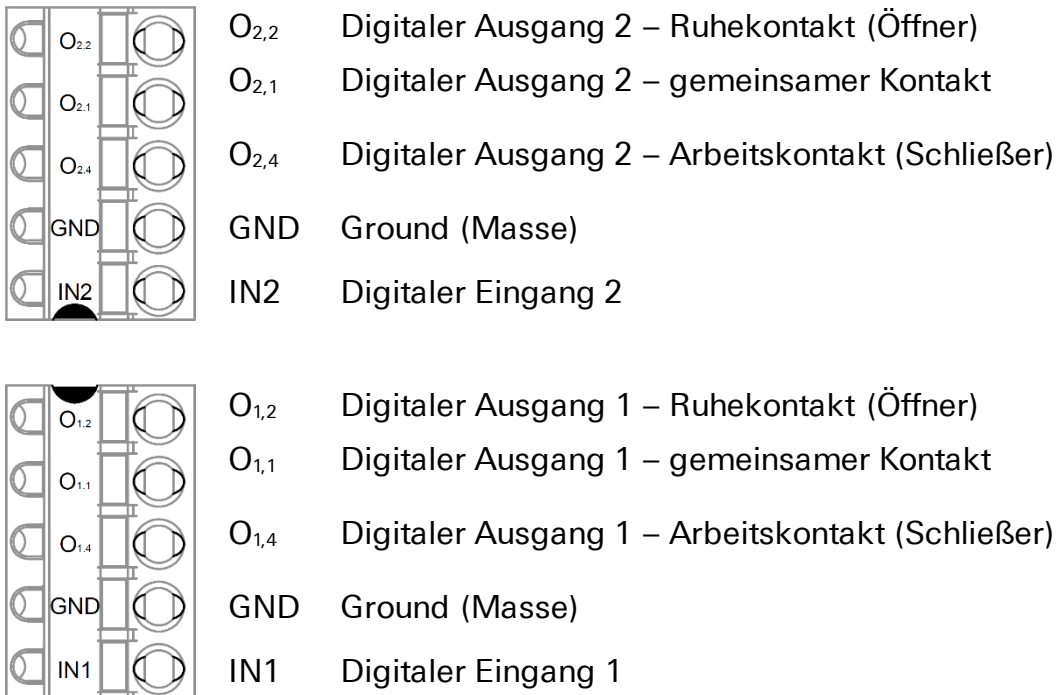 O2.2 O2,2 Digitaler Ausgang 2 – Ruhekontakt (Öffner)
O2.1 O2,1 Digitaler Ausgang 2 – gemeinsamer Kontakt
O2.4 O2,4 Digitaler Ausgang 2 – Arbeitskontakt (Schließer)
GND GND Ground (Masse)
IN2 IN2 Digitaler Eingang 2
O1.2 O1,2 Digitaler Ausgang 1 – Ruhekontakt (Öffner)
O1.1 O1,1 Digitaler Ausgang 1 – gemeinsamer Kontakt
O1.4 O1,4 Digitaler Ausgang 1 – Arbeitskontakt (Schließer)
GND GND Ground (Masse)
IN1 IN1 Digitaler Eingang 1